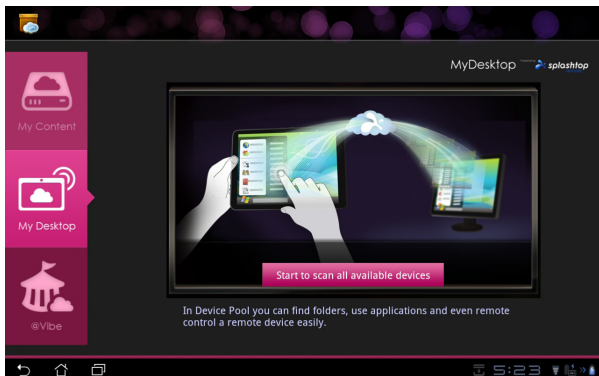 MyDesktop
splashtop
My Content
My Desktop
Start to scan all available devices
In Device Pool you can find folders, use applications and even remote
control a remote device easily.
@Vibe
5:23